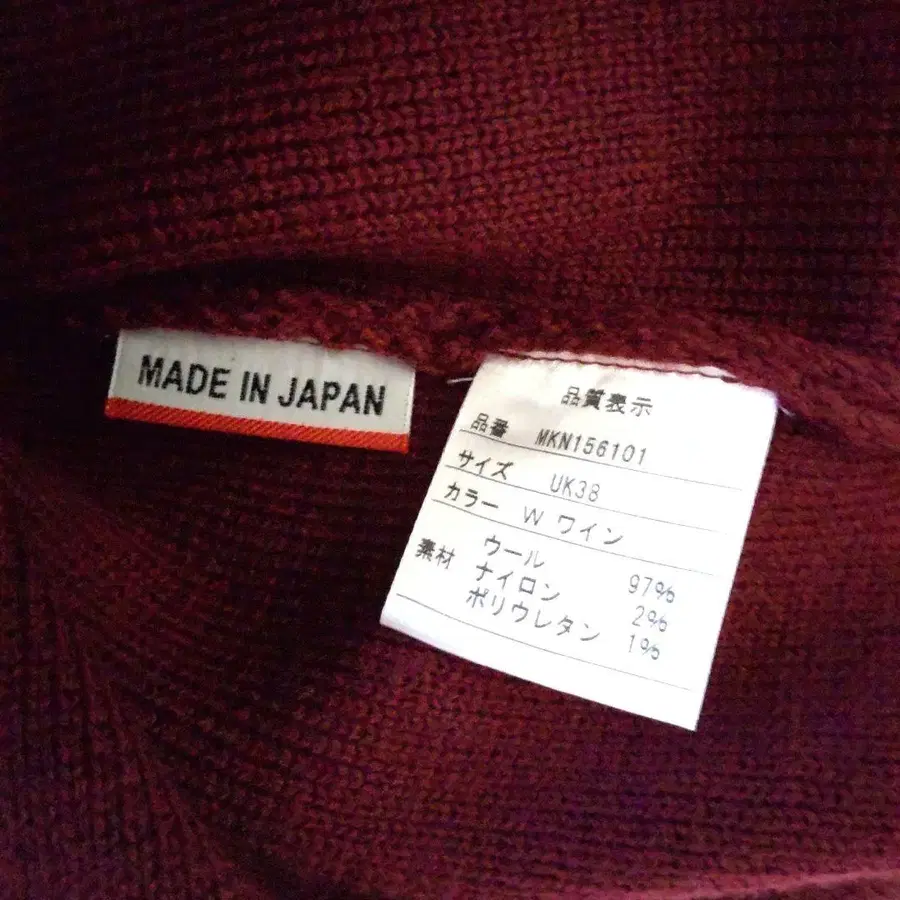 MADE IN JAPAN
品質表示
品番 MKN156101
サイズ UK38
カラー W ワイン
素材 ウール 97%
ナイロン 2%
ポリウレタン 1%